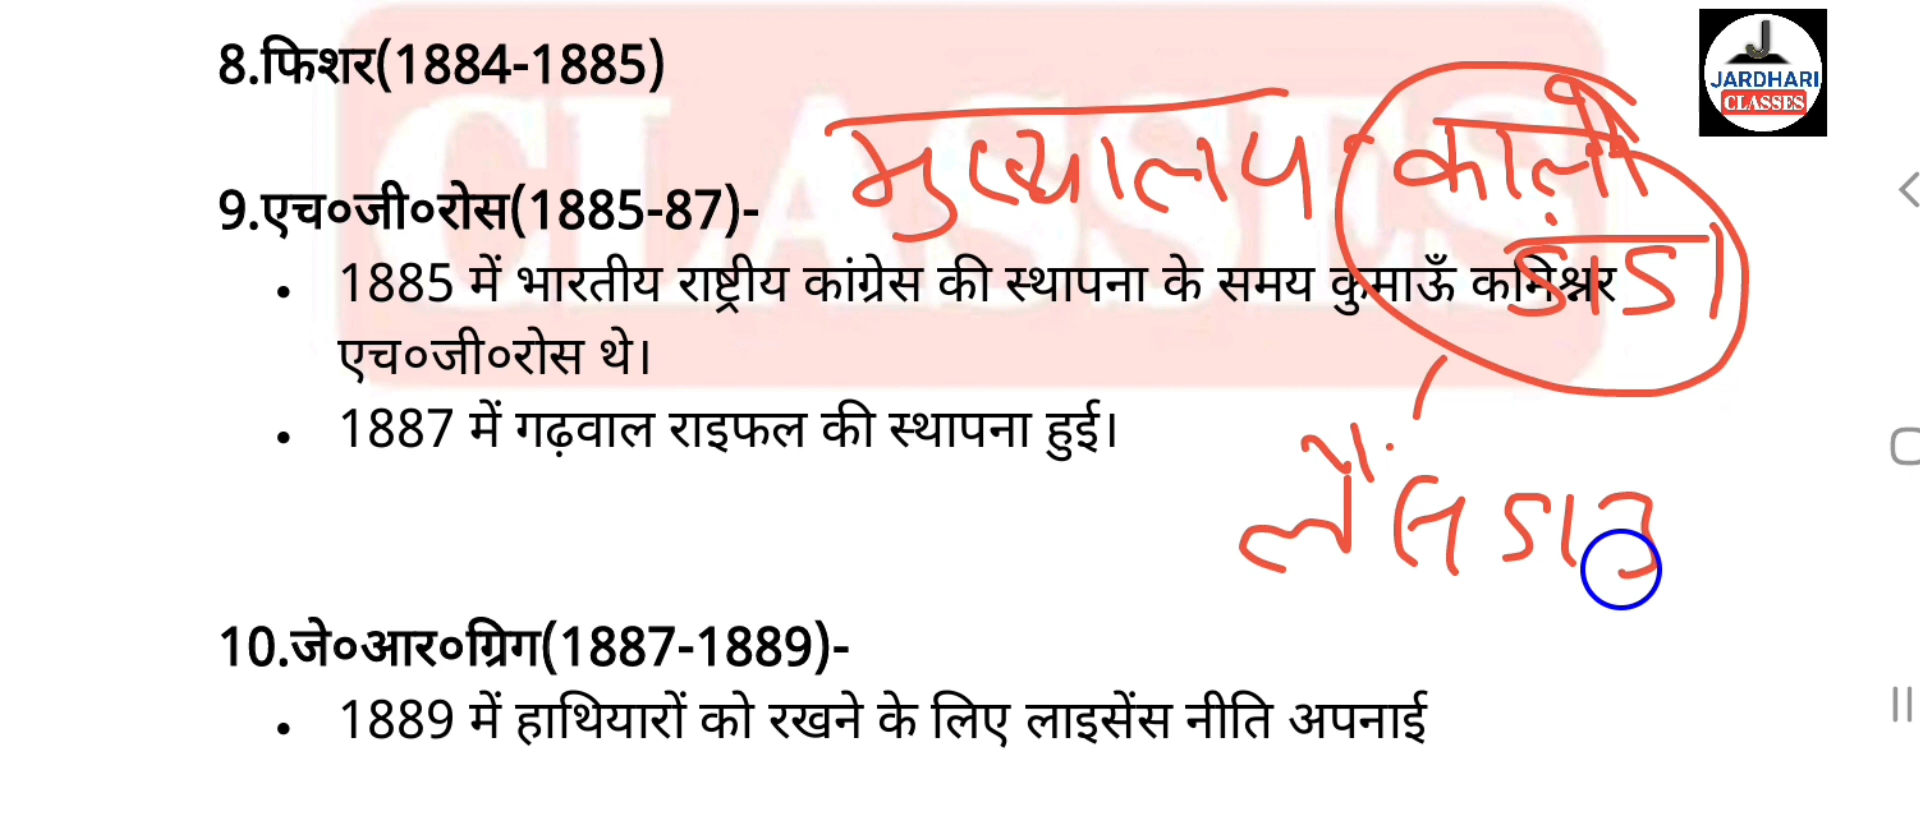 8.फिशर(1884-1885)
J
JARDHARI
CLASSES
CLASSES
मुख्यालय कालौ
डांडा
9.एच०जी०रोस(1885-87)-
• 1885 में भारतीय राष्ट्रीय कांग्रेस की स्थापना के समय कुमाऊँ कमिश्नर
एच०जी०रोस थे।
• 1887 में गढ़वाल राइफल की स्थापना हुई।
लैंसडाउ
10.जे०आर०ग्रिग(1887-1889)-
• 1889 में हाथियारों को रखने के लिए लाइसेंस नीति अपनाई